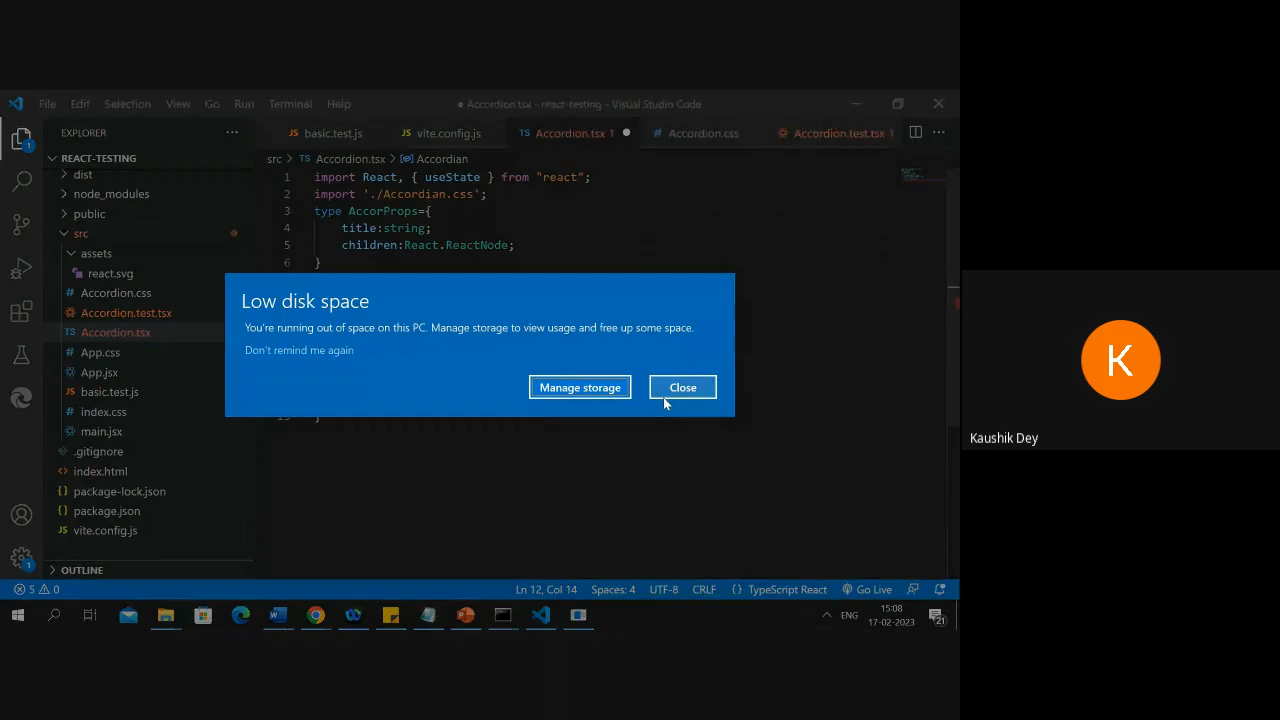 File Edit Selection View Go Run Terminal Help
● Accordion.tsx - react-testing - Visual Studio Code
EXPLORER
basic.test.js
vite.config.js
Accordion.tsx 1
Accordion.css
Accordion.test.tsx 1
REACT-TESTING
dist
node_modules
public
src
assets
react.svg
Accordion.css
Accordion.test.tsx
TS Accordion.tsx
App.css
App.jsx
JS basic.test.js
index.css
main.jsx
.gitignore
index.html
package-lock.json
package.json
JS vite.config.js
OUTLINE
src > TS Accordion.tsx > Accordian
1 import React, { useState } from "react";
2 import './Accordian.css';
3 type AccorProps={
4 title:string;
5 children:React.ReactNode;
6 }
Low disk space
You're running out of space on this PC. Manage storage to view usage and free up some space.
Don't remind me again
Manage storage
Close
5 0
Ln 12, Col 14 Spaces: 4 UTF-8 CRLF {} TypeScript React Go Live
ENG
15:08
17-02-2023
21
K
Kaushik Dey